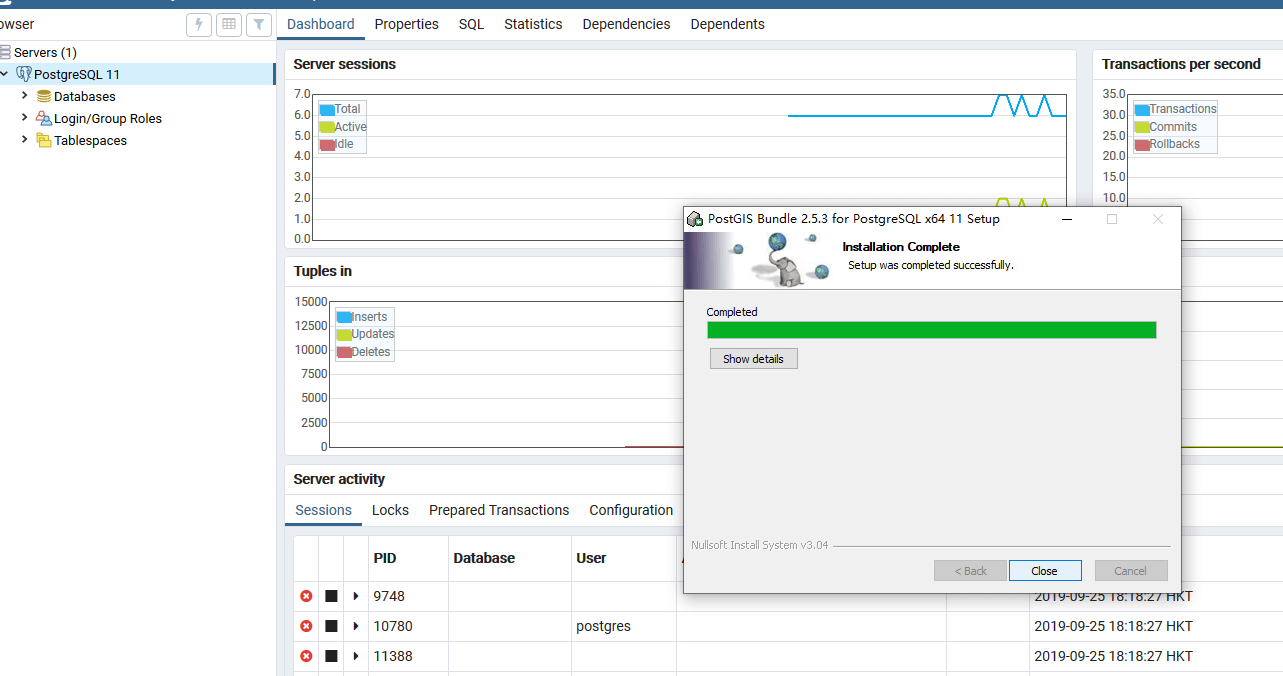 owser
Dashboard Properties SQL Statistics Dependencies Dependents
Servers (1)
PostgreSQL 11
Databases
Login/Group Roles
Tablespaces
Server sessions
7.0
6.0
5.0
4.0
3.0
2.0
1.0
0.0
Total
Active
Idle
Transactions per second
35.0
30.0
25.0
20.0
15.0
10.0
Transactions
Commits
Rollbacks
PostGIS Bundle 2.5.3 for PostgreSQL x64 11 Setup
Installation Complete
Setup was completed successfully.
Completed
Show details
Nullsoft Install System v3.04
< Back Close Cancel
Tuples in
15000
12500
10000
7500
5000
2500
0
Inserts
Updates
Deletes
Server activity
Sessions Locks Prepared Transactions Configuration
PID Database User
9748 2019-09-25 18:18:27 HKT
10780 postgres 2019-09-25 18:18:27 HKT
11388 2019-09-25 18:18:27 HKT